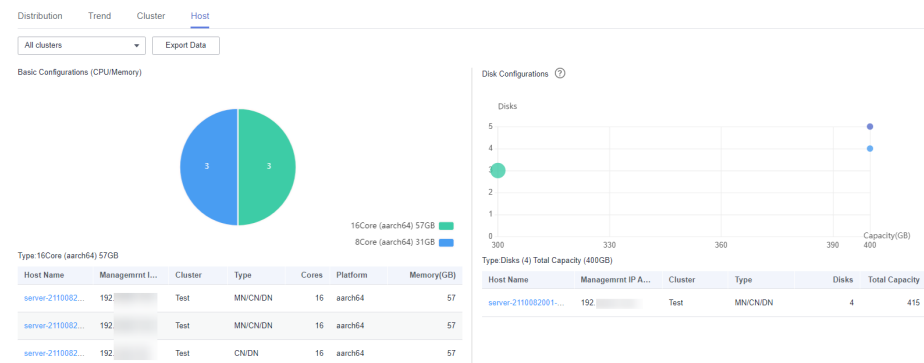 Distribution Trend Cluster Host
All clusters Export Data
Basic Configurations (CPU/Memory)
3 3
16Core (aarch64) 57GB
8Core (aarch64) 31GB
Type:16Core (aarch64) 57GB
Host Name Managemrnt I... Cluster Type Cores Platform Memory(GB)
server-2110082... 192. Test MN/CN/DN 16 aarch64 57
server-2110082... 192. Test MN/CN/DN 16 aarch64 57
server-2110082... 192. Test CN/DN 16 aarch64 57
Disk Configurations ?
Disks
5
4
3
2
1
0
300 330 360 390 400
Capacity(GB)
Type:Disks (4) Total Capacity (400GB)
Host Name Managemrnt IP A... Cluster Type Disks Total Capacity
server-2110082001-... 192. Test MN/CN/DN 4 415